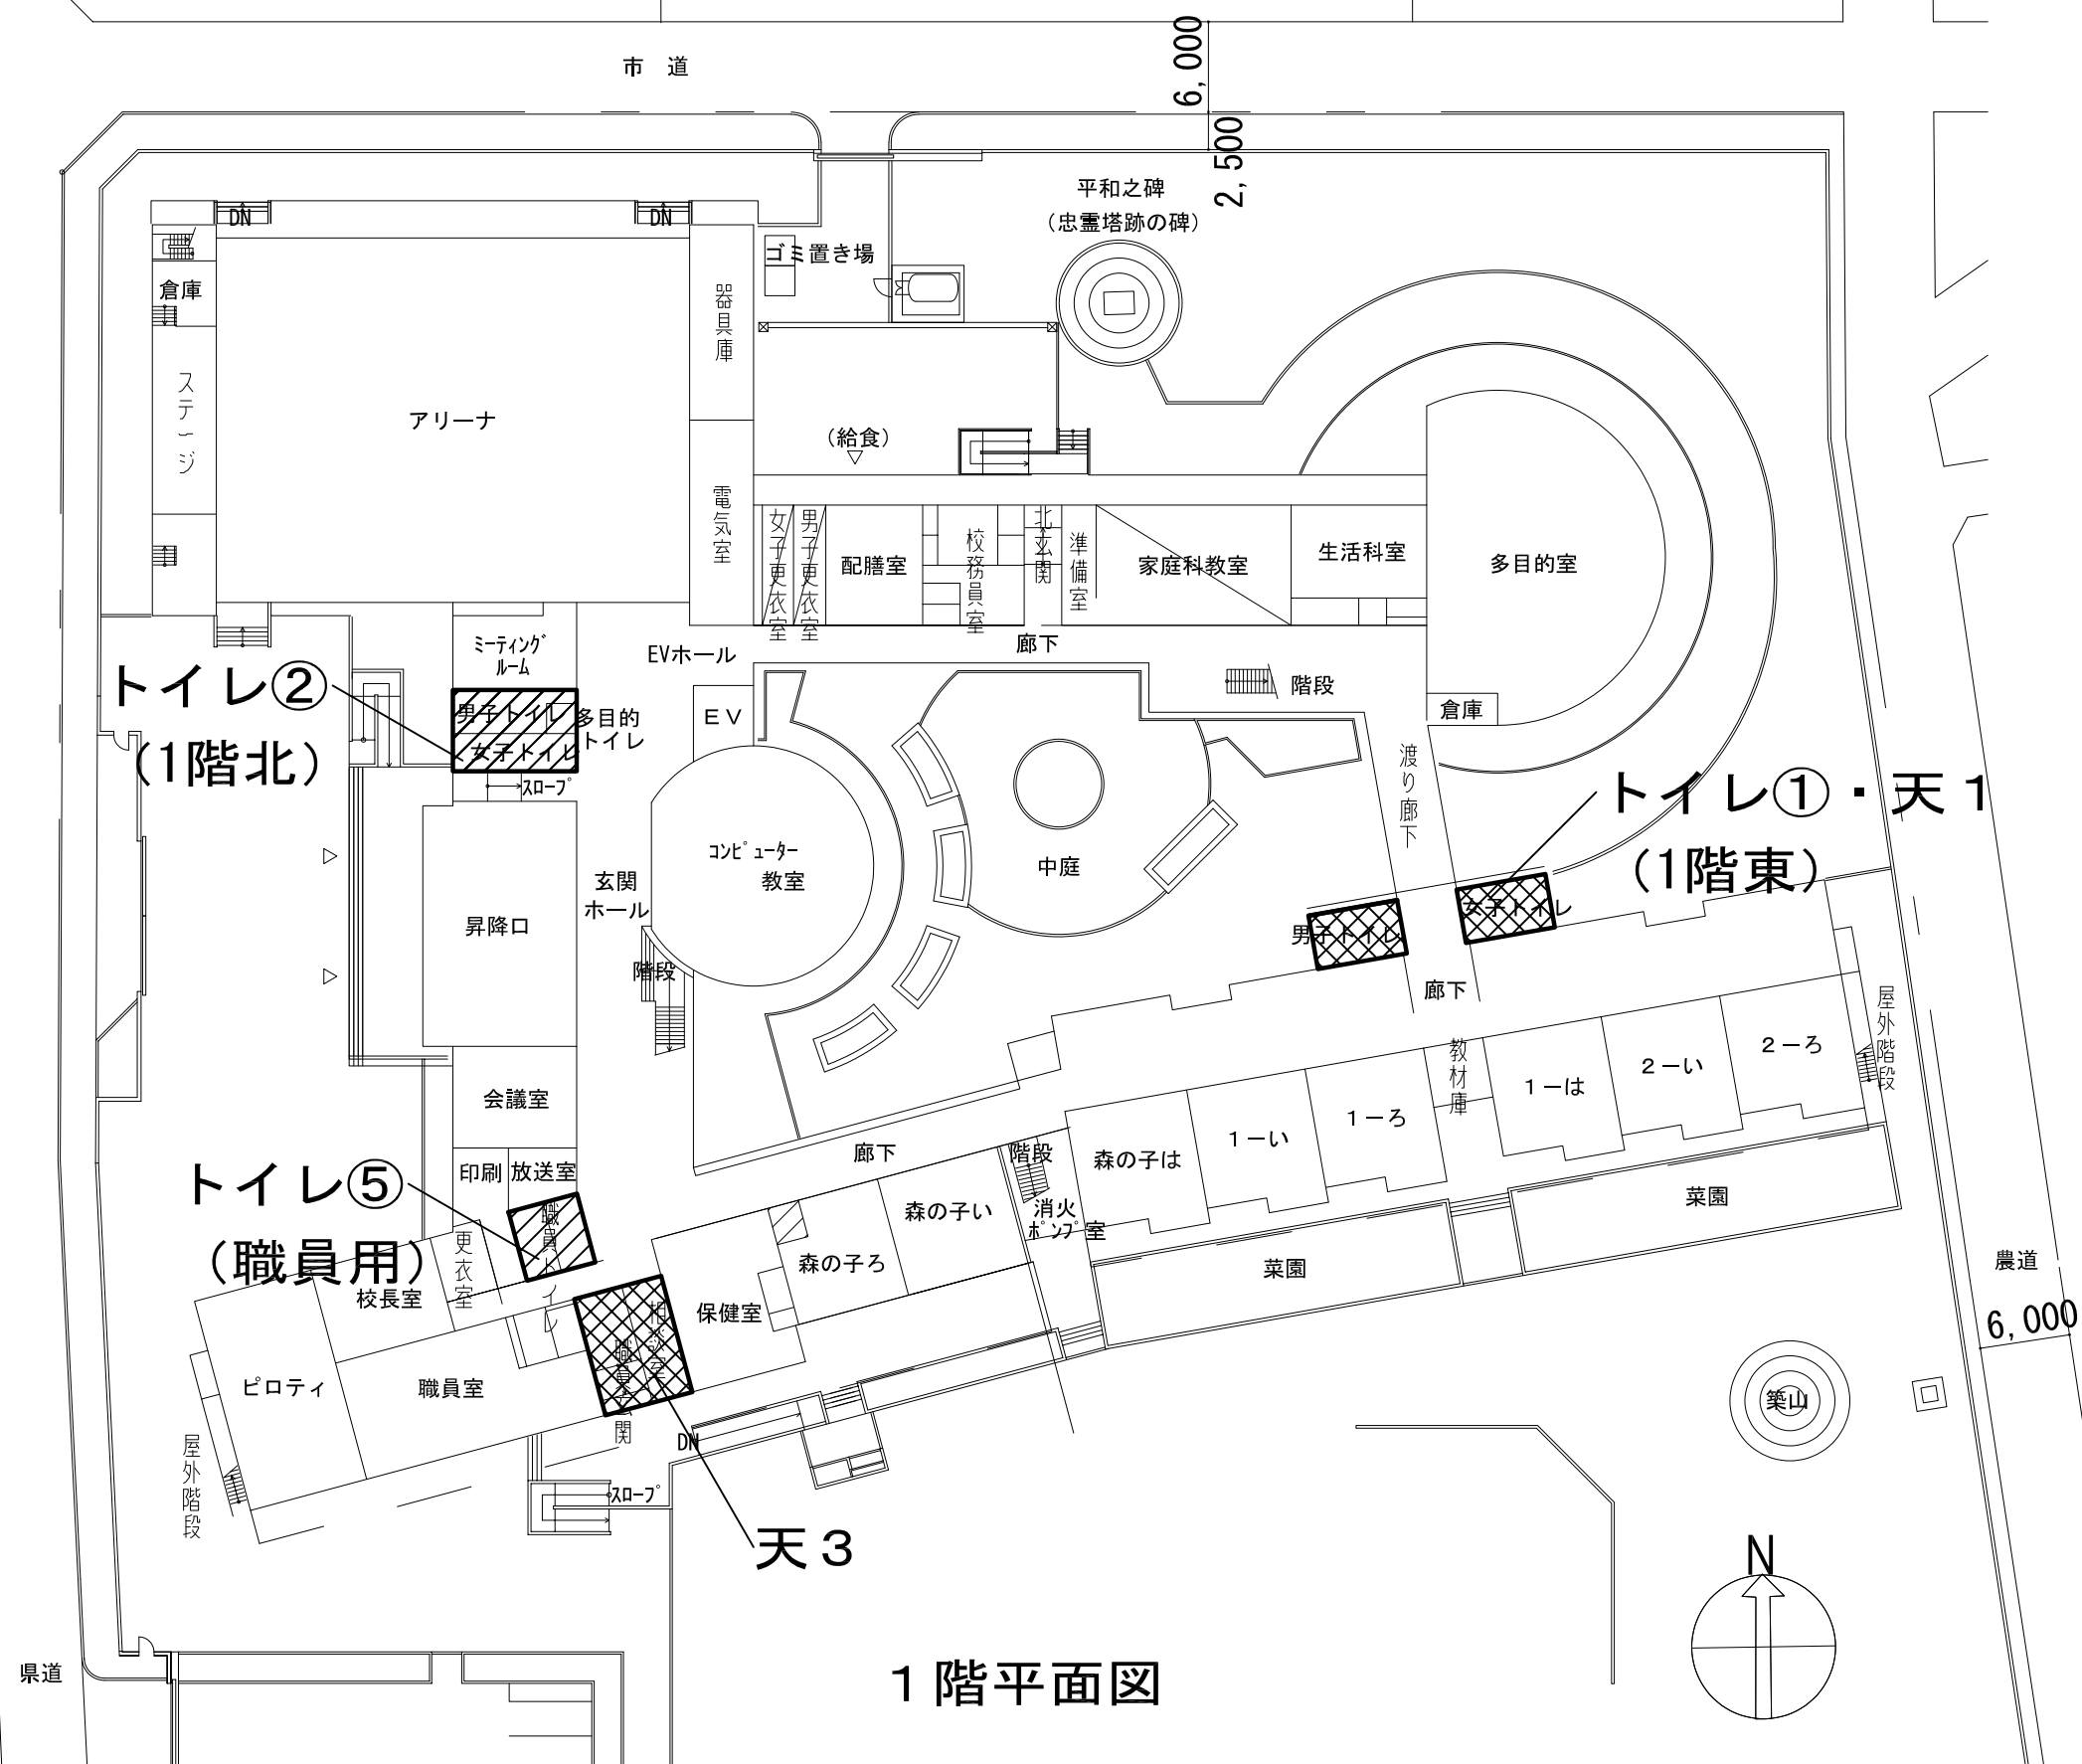 市　道
6,000
2,500
平和之碑
（忠霊塔跡の碑）
DN
DN
ゴミ置き場
倉庫
器具庫
ステージ
アリーナ
（給食）
電気室
女子更衣室
男子更衣室
配膳室
校務員室
北玄関
準備室
家庭科教室
生活科室
多目的室
廊下
ミーティング
ルーム
EVホール
トイレ②
（1階北）
男子トイレ
女子トイレ
多目的
トイレ
ＥＶ
階段
倉庫
スロープ
渡り廊下
トイレ①・天１
（1階東）
コンピューター
教室
中庭
玄関
ホール
昇降口
階段
男子トイレ
女子トイレ
廊下
屋外階段
教材庫
２－ろ
２－い
１－は
１－ろ
１－い
森の子は
会議室
廊下
階段
印刷
放送室
トイレ⑤
（職員用）
職員トイレ
更衣室
校長室
森の子い
森の子ろ
消火
ポンプ室
菜園
菜園
農道
6,000
保健室
相談室
職員玄関
ピロティ
職員室
築山
屋外階段
DN
スロープ
天３
N
県道
１階平面図